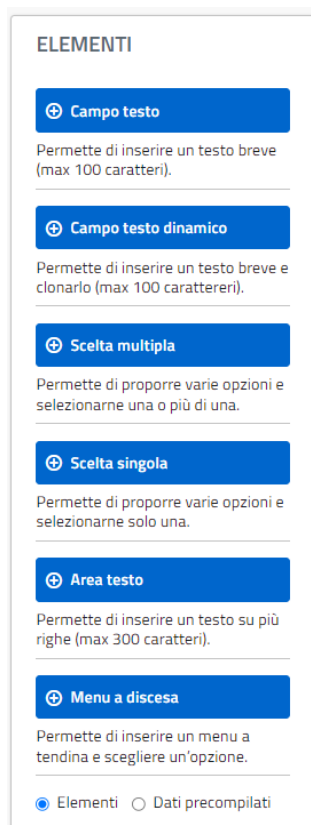 ELEMENTI
Campo testo
Permette di inserire un testo breve
(max 100 caratteri).
Campo testo dinamico
Permette di inserire un testo breve e
clonarlo (max 100 carattereri).
Scelta multipla
Permette di proporre varie opzioni e
selezionarne una o più di una.
Scelta singola
Permette di proporre varie opzioni e
selezionarne solo una.
Area testo
Permette di inserire un testo su più
righe (max 300 caratteri).
Menu a discesa
Permette di inserire un menu a
tendina e scegliere un’opzione.
Elementi Dati precompilati